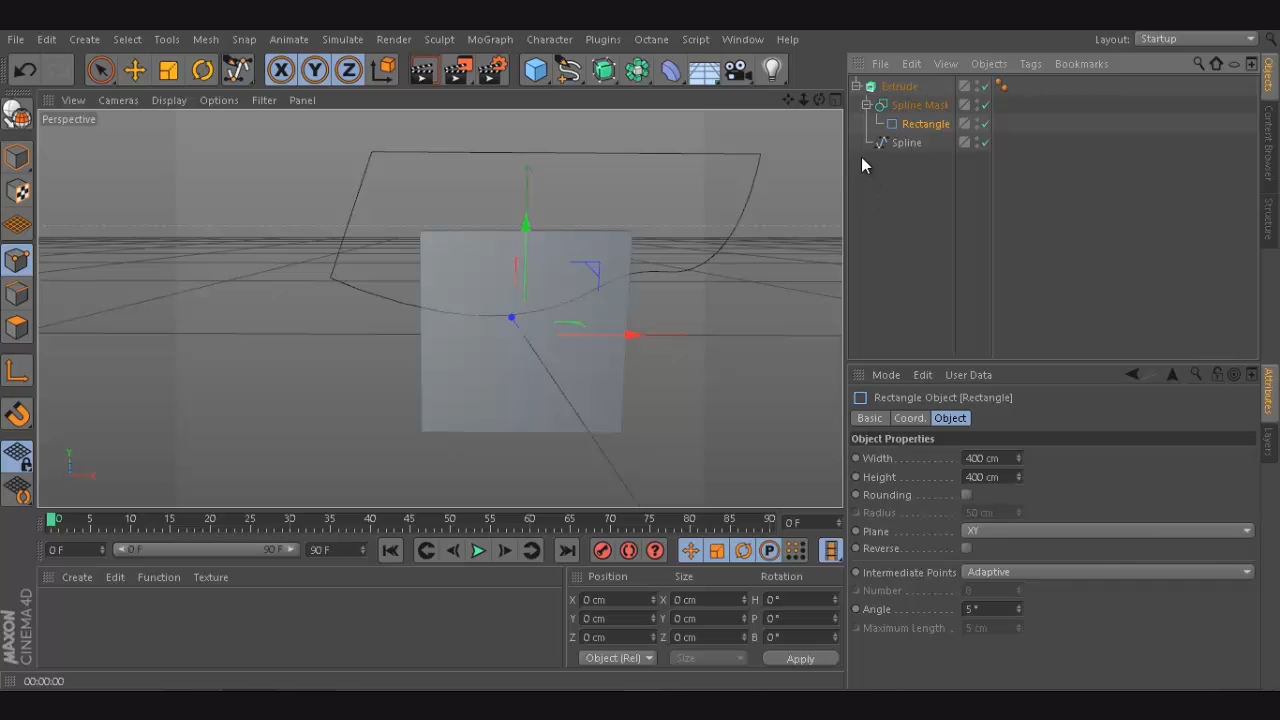 File Edit Create Select Tools Mesh Snap Animate Simulate Render Sculpt MoGraph Character Plugins Octane Script Window Help
Layout: Startup
X Y Z
File Edit View Objects Tags Bookmarks
Extrude
Spline Mask
Rectangle
Spline
Objects
Content Browser
Structure
View Cameras Display Options Filter Panel
Perspective
Y
X
Mode Edit User Data
Rectangle Object [Rectangle]
Basic Coord. Object
Object Properties
Width 400 cm
Height 400 cm
Rounding
Radius 50 cm
Plane XY
Reverse
Intermediate Points Adaptive
Number 8
Angle 5 °
Maximum Length 5 cm
Attributes
Layers
0 5 10 15 20 25 30 35 40 45 50 55 60 65 70 75 80 85 90 0 F
0 F 0 F 90 F 90 F
P
Create Edit Function Texture
Position Size Rotation
X 0 cm X 0 cm H 0 °
Y 0 cm Y 0 cm P 0 °
Z 0 cm Z 0 cm B 0 °
Object (Rel) Size Apply
MAXON
CINEMA 4D
00:00:00